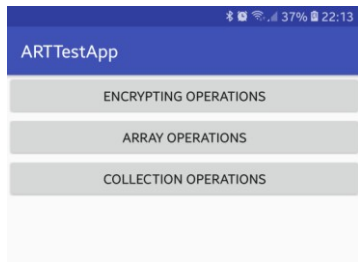 37% 22:13
ARTTestApp
ENCRYPTING OPERATIONS
ARRAY OPERATIONS
COLLECTION OPERATIONS